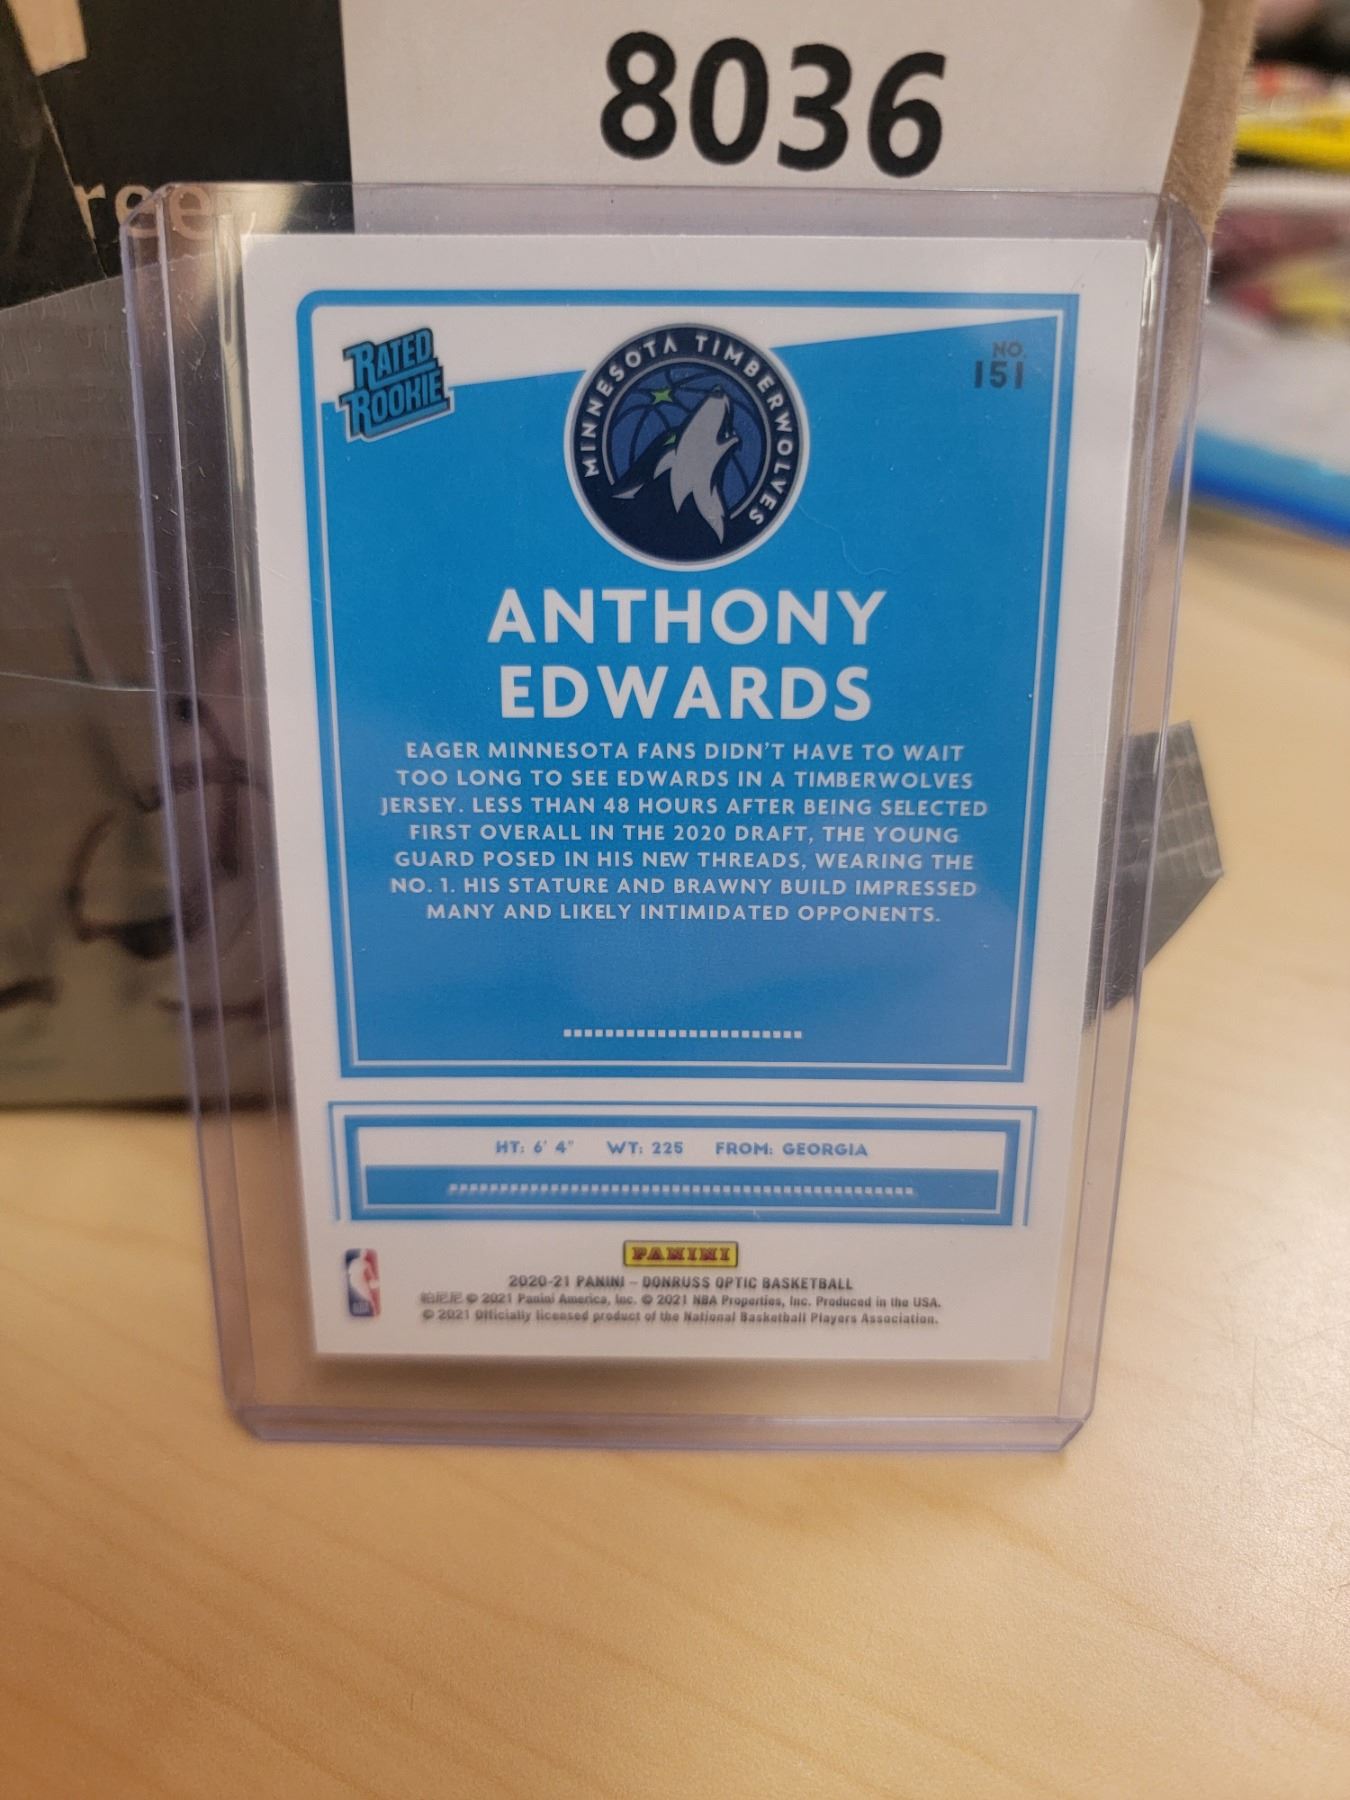 8036
ree
RATED
ROOKIE
MINNESOTA TIMBERWOLVES
NO.
151
ANTHONY
EDWARDS
EAGER MINNESOTA FANS DIDN'T HAVE TO WAIT
TOO LONG TO SEE EDWARDS IN A TIMBERWOLVES
JERSEY. LESS THAN 48 HOURS AFTER BEING SELECTED
FIRST OVERALL IN THE 2020 DRAFT, THE YOUNG
GUARD POSED IN HIS NEW THREADS, WEARING THE
NO. 1. HIS STATURE AND BRAWNY BUILD IMPRESSED
MANY AND LIKELY INTIMIDATED OPPONENTS.
HT: 6' 4" WT: 225 FROM: GEORGIA
PANINI
NBA
2020-21 PANINI – DONRUSS OPTIC BASKETBALL
帕尼尼 © 2021 Panini America, Inc. © 2021 NBA Properties, Inc. Produced in the USA.
© 2021 Officially licensed product of the National Basketball Players Association.